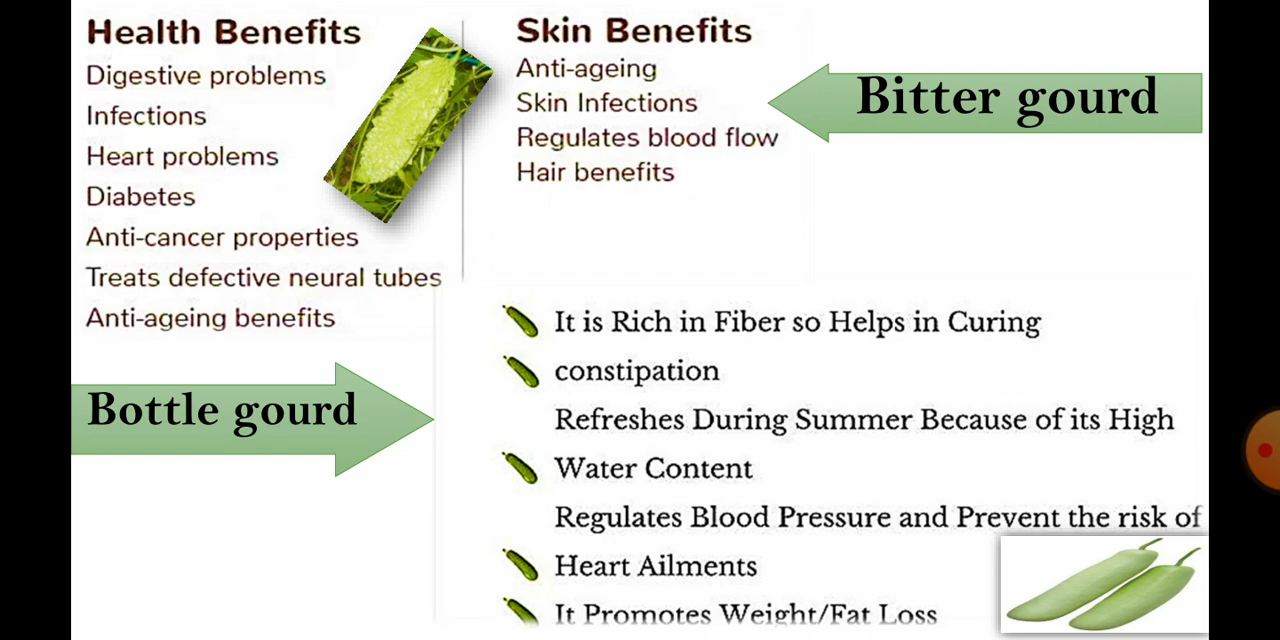 Health Benefits
Digestive problems
Infections
Heart problems
Diabetes
Anti-cancer properties
Treats defective neural tubes
Anti-ageing benefits
Skin Benefits
Anti-ageing
Skin Infections
Regulates blood flow
Hair benefits
Bitter gourd
Bottle gourd
It is Rich in Fiber so Helps in Curing
constipation
Refreshes During Summer Because of its High
Water Content
Regulates Blood Pressure and Prevent the risk of
Heart Ailments
It Promotes Weight/Fat Loss